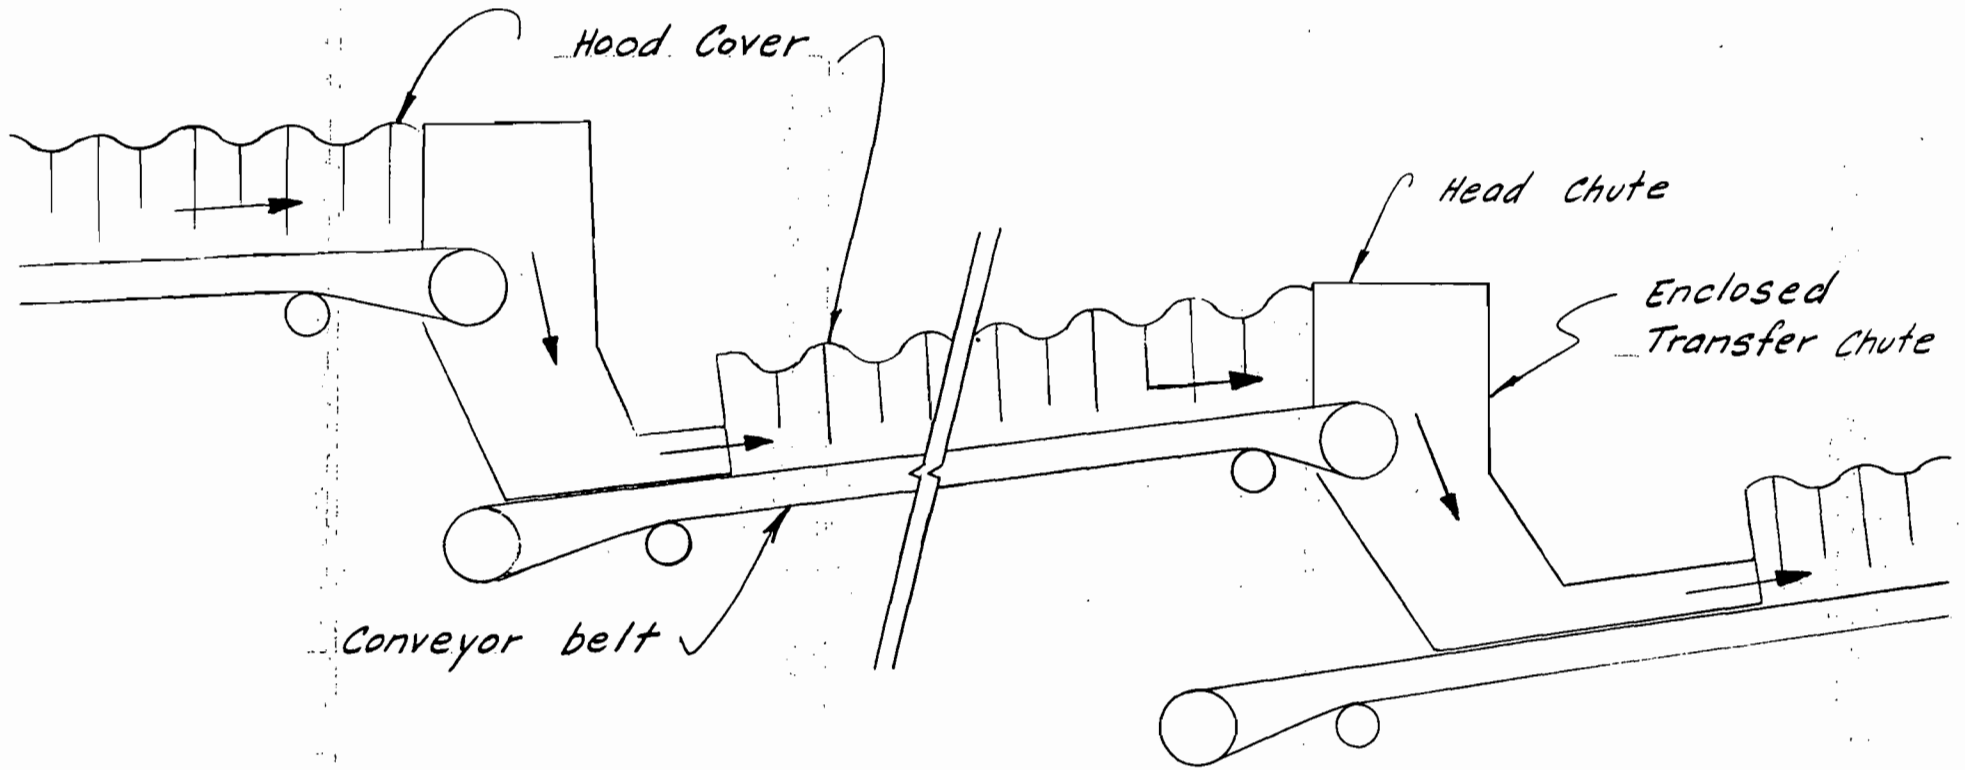 Hood Cover
Head Chute
Enclosed
Transfer Chute
Conveyor belt